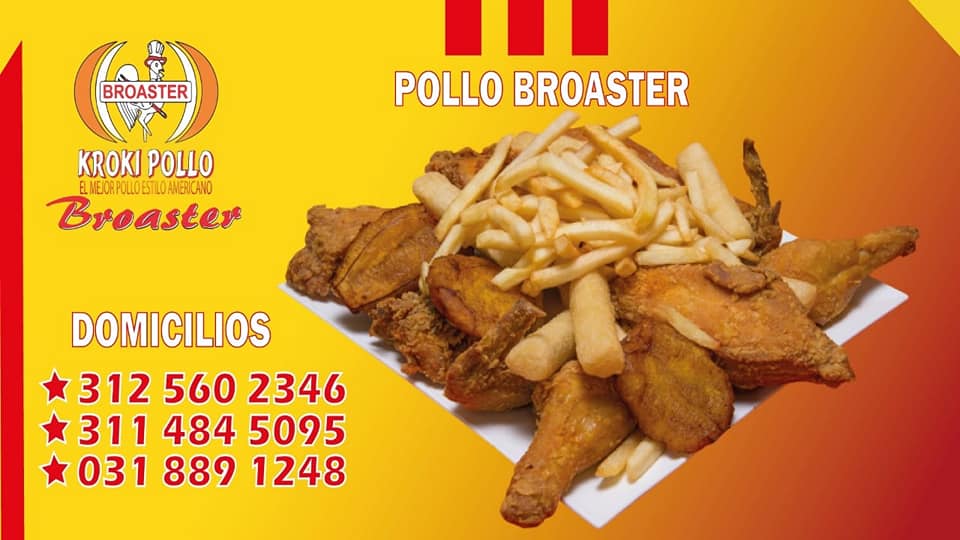 BROASTER
KROKI POLLO
EL MEJOR POLLO ESTILO AMERICANO
Broaster
POLLO BROASTER
DOMICILIOS
312 560 2346
311 484 5095
031 889 1248